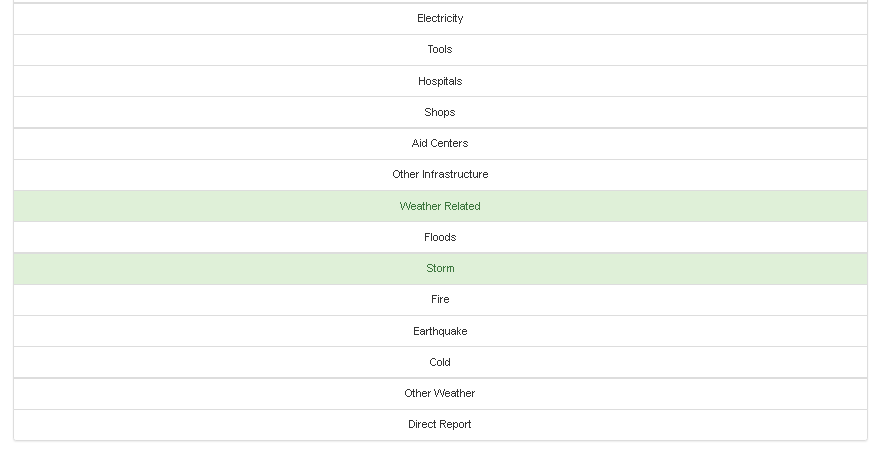 Electricity
Tools
Hospitals
Shops
Aid Centers
Other Infrastructure
Weather Related
Floods
Storm
Fire
Earthquake
Cold
Other Weather
Direct Report